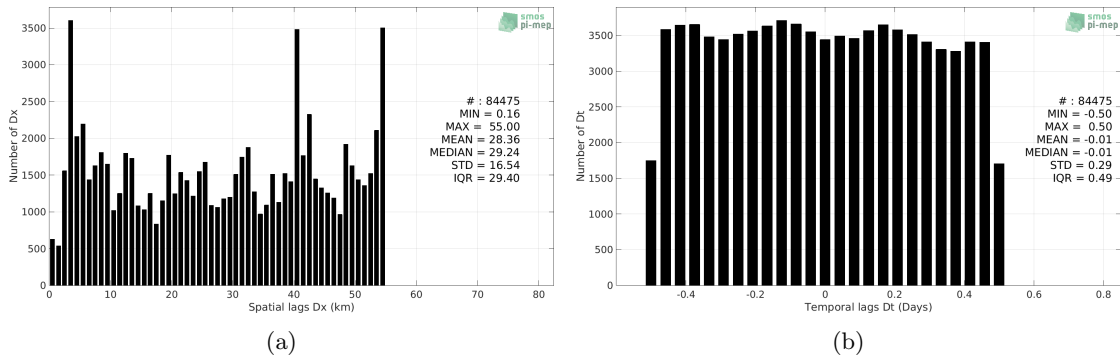 smos
pi-mep
3500
3000
2500
2000
1500
1000
500
0
Number of Dx
# : 84475
MIN = 0.16
MAX = 55.00
MEAN = 28.36
MEDIAN = 29.24
STD = 16.54
IQR = 29.40
0 10 20 30 40 50 60 70 80
Spatial lags Dx (km)
(a)
smos
pi-mep
3500
3000
2500
2000
1500
1000
500
0
Number of Dt
# : 84475
MIN = -0.50
MAX = 0.50
MEAN = -0.01
MEDIAN = -0.01
STD = 0.29
IQR = 0.49
-0.4 -0.2 0 0.2 0.4 0.6 0.8
Temporal lags Dt (Days)
(b)